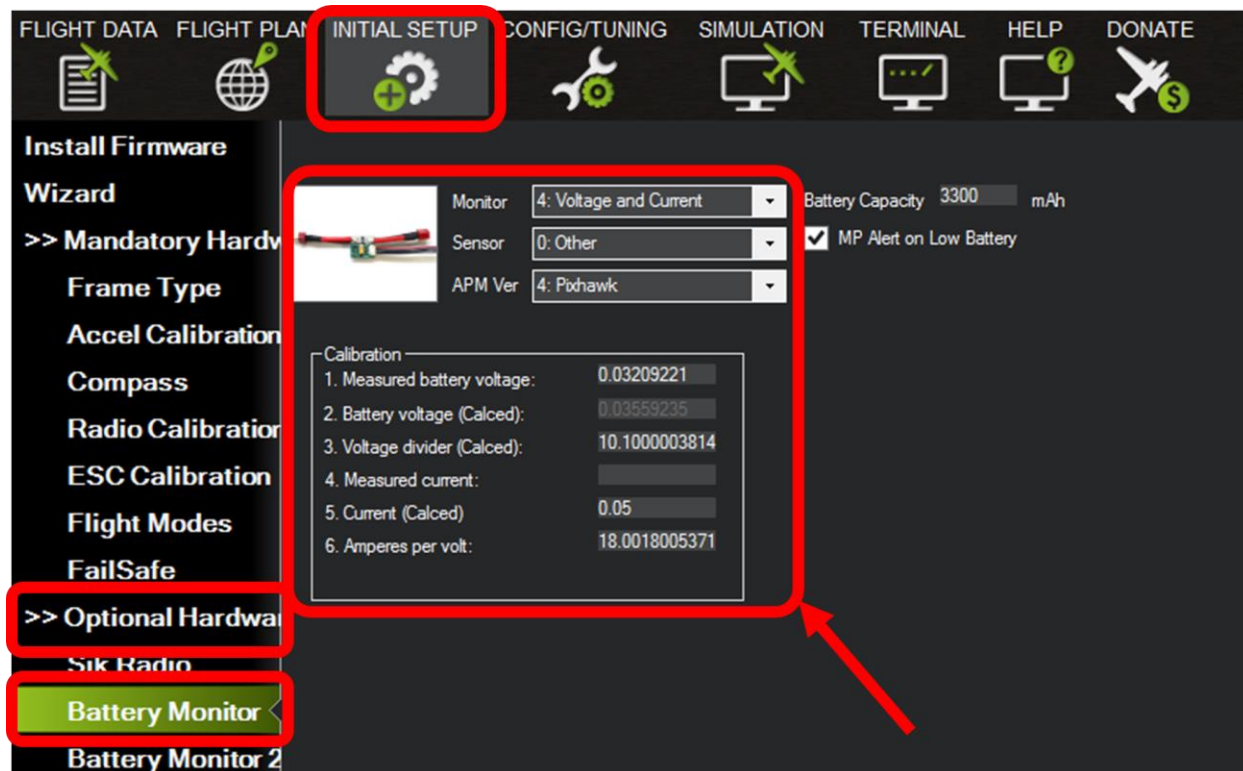 FLIGHT DATA FLIGHT PLAN INITIAL SETUP CONFIG/TUNING SIMULATION TERMINAL HELP DONATE
Install Firmware
Wizard
>> Mandatory Hardw
Frame Type
Accel Calibration
Compass
Radio Calibration
ESC Calibration
Flight Modes
FailSafe
>> Optional Hardwar
Sik Radio
Battery Monitor
Battery Monitor 2
Monitor 4: Voltage and Current
Sensor 0: Other
APM Ver 4: Pixhawk
Battery Capacity 3300 mAh
MP Alert on Low Battery
Calibration
1. Measured battery voltage: 0.03209221
2. Battery voltage (Calced): 0.03559235
3. Voltage divider (Calced): 10.1000003814
4. Measured current:
5. Current (Calced) 0.05
6. Amperes per volt: 18.0018005371